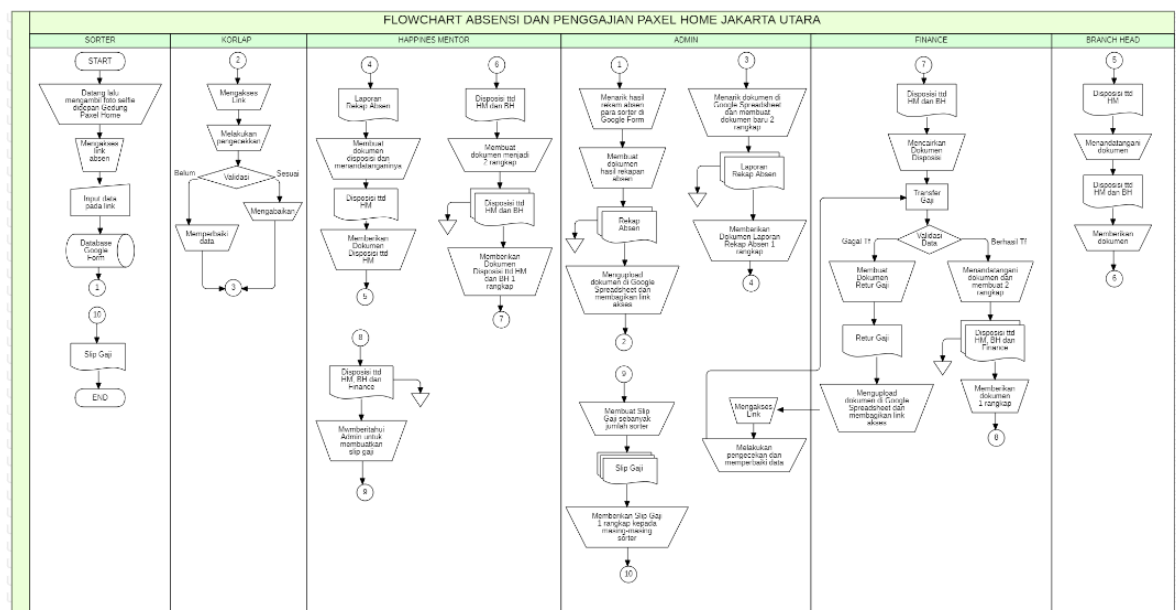 FLOWCHART ABSENSI DAN PENGGAJIAN PAXEL HOME JAKARTA UTARA
SORTER
KORLAP
HAPPINES MENTOR
ADMIN
FINANCE
BRANCH HEAD
START
Datang lalu
mengambil foto selfie
didepan Gedung
Paxel Home
Mengakses
link
absen
Input data
pada link
Database
Google
Form
1
10
Slip Gaji
END
2
Mengakses
Link
Melakukan
pengecekkan
Validasi
Belum
Sesuai
Memperbaiki
data
Mengabaikan
3
4
Laporan
Rekap Absen
Membuat
dokumen
disposisi dan
menandatanganinya
Disposisi ttd
HM
Memberikan
Dokumen
Disposisi ttd
HM
5
6
Disposisi ttd
HM dan BH
Membuat
dokumen menjadi
2 rangkap
Disposisi ttd
HM dan BH
Memberikan
Dokumen
Disposisi ttd HM
dan BH 1
rangkap
7
8
Disposisi ttd
HM, BH dan
Finance
Mwmberitahui
Admin untuk
membuatkan
slip gaji
9
1
Menarik hasil
rekam absen
para sorter di
Google Form
Membuat
dokumen
hasil rekapan
absen
Rekap
Absen
Mengupload
dokumen di Google
Spreadsheet dan
membagikan link
akses
2
3
Menarik dokumen di
Google Spreadsheet dan
membuat
dokumen baru 2
rangkap
Laporan
Rekap Absen
Memberikan
Dokumen Laporan
Rekap Absen 1
rangkap
4
9
Membuat Slip
Gaji sebanyak
jumlah sorter
Slip Gaji
Memberikan Slip Gaji
1 rangkap kepada
masing-masing
sorter
10
Mengakses
Link
Melakukan
pengecekan dan
memperbaiki data
7
Disposisi ttd
HM dan BH
Mencairkan
Dokumen
Disposisi
Transfer
Gaji
Validasi
Data
Gagal Tf
Berhasil Tf
Membuat
Dokumen
Retur Gaji
Retur Gaji
Mengupload
dokumen di Google
Spreadsheet dan
membagikan link
akses
Menandatangani
dokumen dan
membuat 2
rangkap
Disposisi ttd
HM, BH dan
Finance
Memberikan
dokumen
1 rangkap
8
5
Disposisi ttd
HM
Menandatangani
dokumen
Disposisi ttd
HM dan BH
Memberikan
dokumen
6